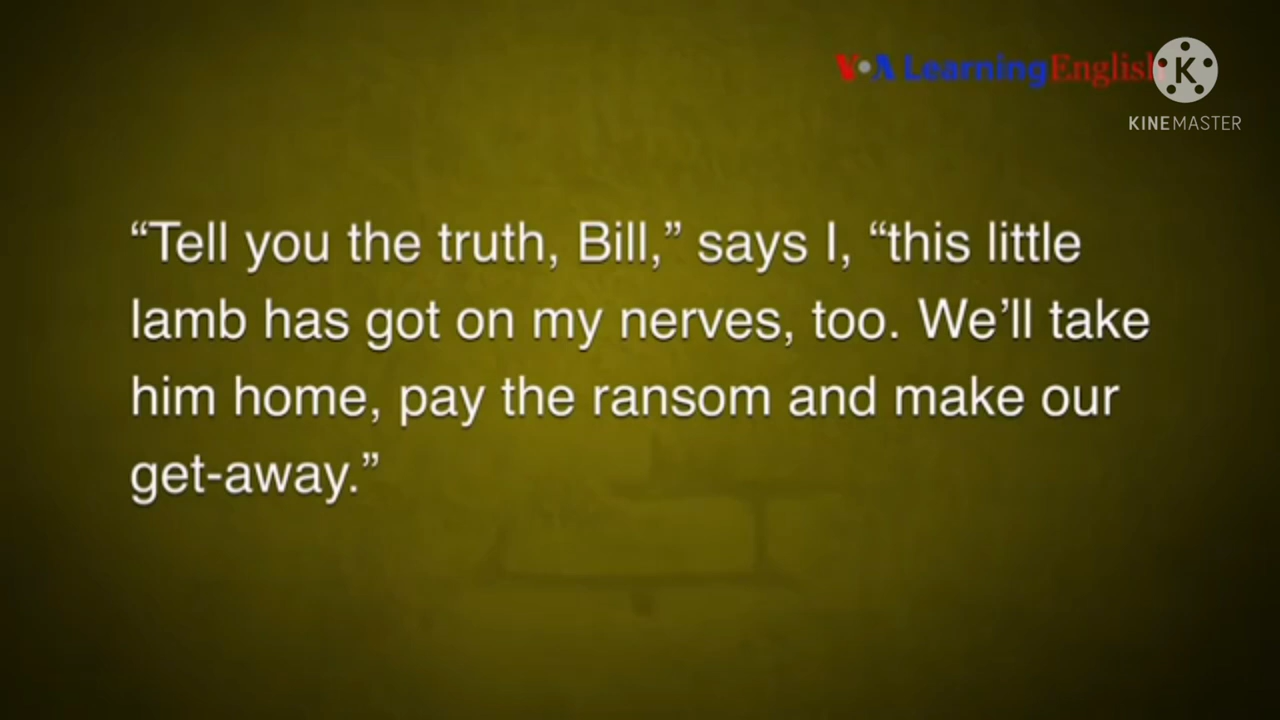 VOA LearningEnglish
K
KINEMASTER
“Tell you the truth, Bill,” says I, “this little
lamb has got on my nerves, too. We’ll take
him home, pay the ransom and make our
get-away.”